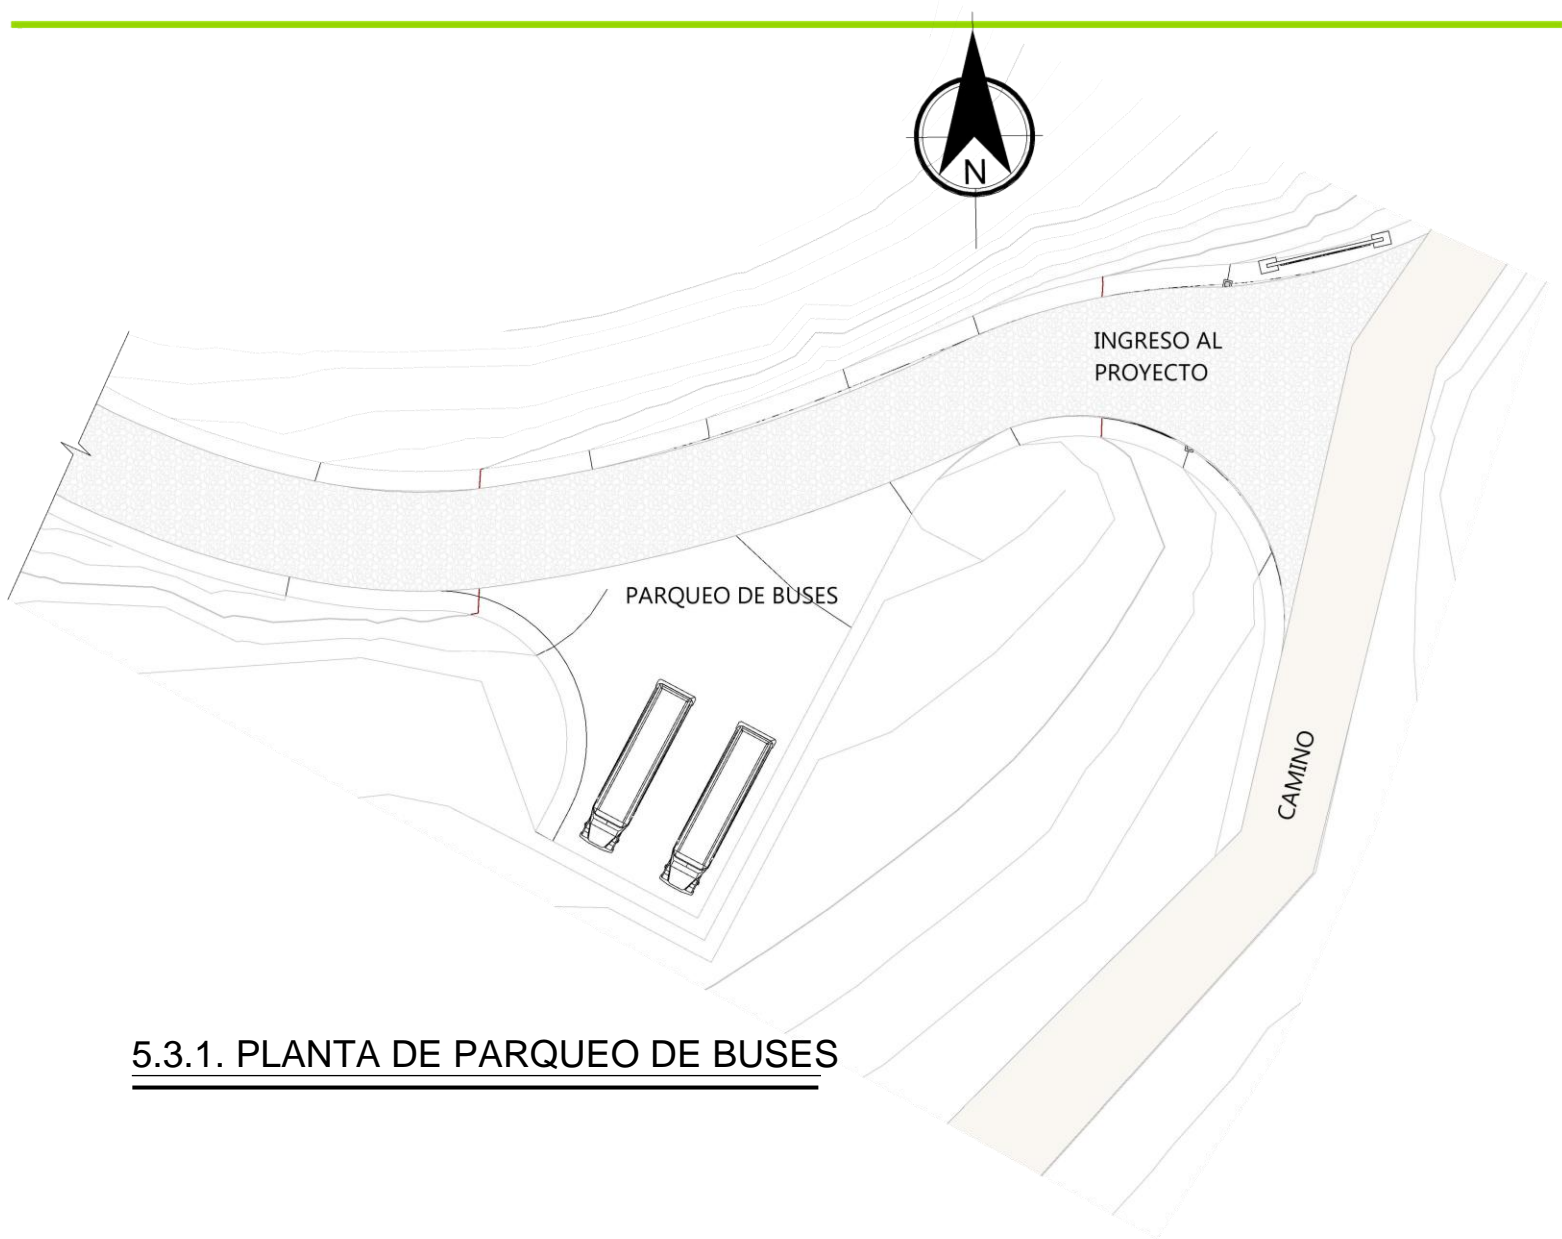 N
INGRESO AL
PROYECTO
PARQUEO DE BUSES
CAMINO
5.3.1. PLANTA DE PARQUEO DE BUSES